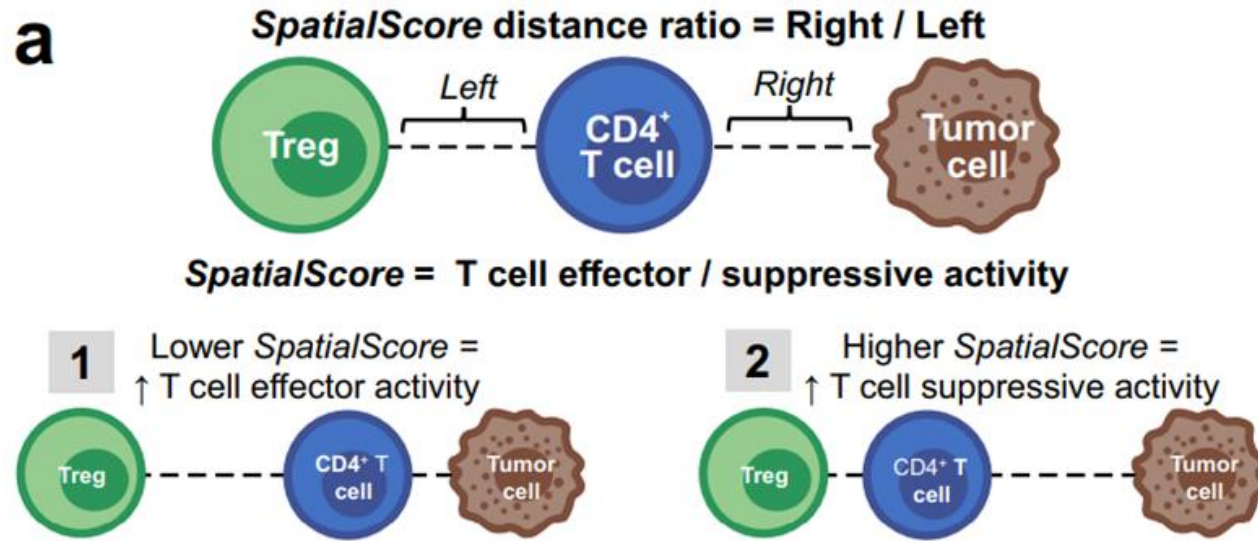 a
SpatialScore distance ratio = Right / Left
Left
Right
Treg
CD4+
T cell
Tumor
cell
SpatialScore = T cell effector / suppressive activity
1
Lower SpatialScore =
↑ T cell effector activity
2
Higher SpatialScore =
↑ T cell suppressive activity
Treg
CD4+ T
cell
Tumor
cell
Treg
CD4+ T
cell
Tumor
cell